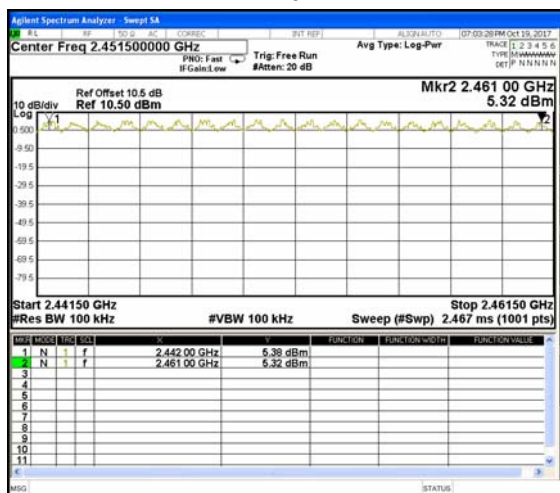 Agilent Spectrum Analyzer - Swept SA
RL RF 50 Ω AC CORREC INT REF ALIGN AUTO 07:03:28 PM Oct 19, 2017
Center Freq 2.451500000 GHz Avg Type: Log-Pwr TRACE 1 2 3 4 5 6
PNO: Fast Trig: Free Run TYPE
IFGain:Low #Atten: 20 dB DET P N N N N N
Mkr2 2.461 00 GHz
Ref Offset 10.5 dB
10 dB/div Ref 10.50 dBm 5.32 dBm
Log
1 2
0.500
-9.50
-19.5
-29.5
-39.5
-49.5
-59.5
-69.5
-79.5
Start 2.44150 GHz Stop 2.46150 GHz
#Res BW 100 kHz #VBW 100 kHz Sweep (#Swp) 2.467 ms (1001 pts)
MKR MODE TRC SCL X Y FUNCTION FUNCTION WIDTH FUNCTION VALUE
1 N 1 f 2.442 00 GHz 5.38 dBm
2 N 1 f 2.461 00 GHz 5.32 dBm
3
4
5
6
7
8
9
10
11
MSG STATUS